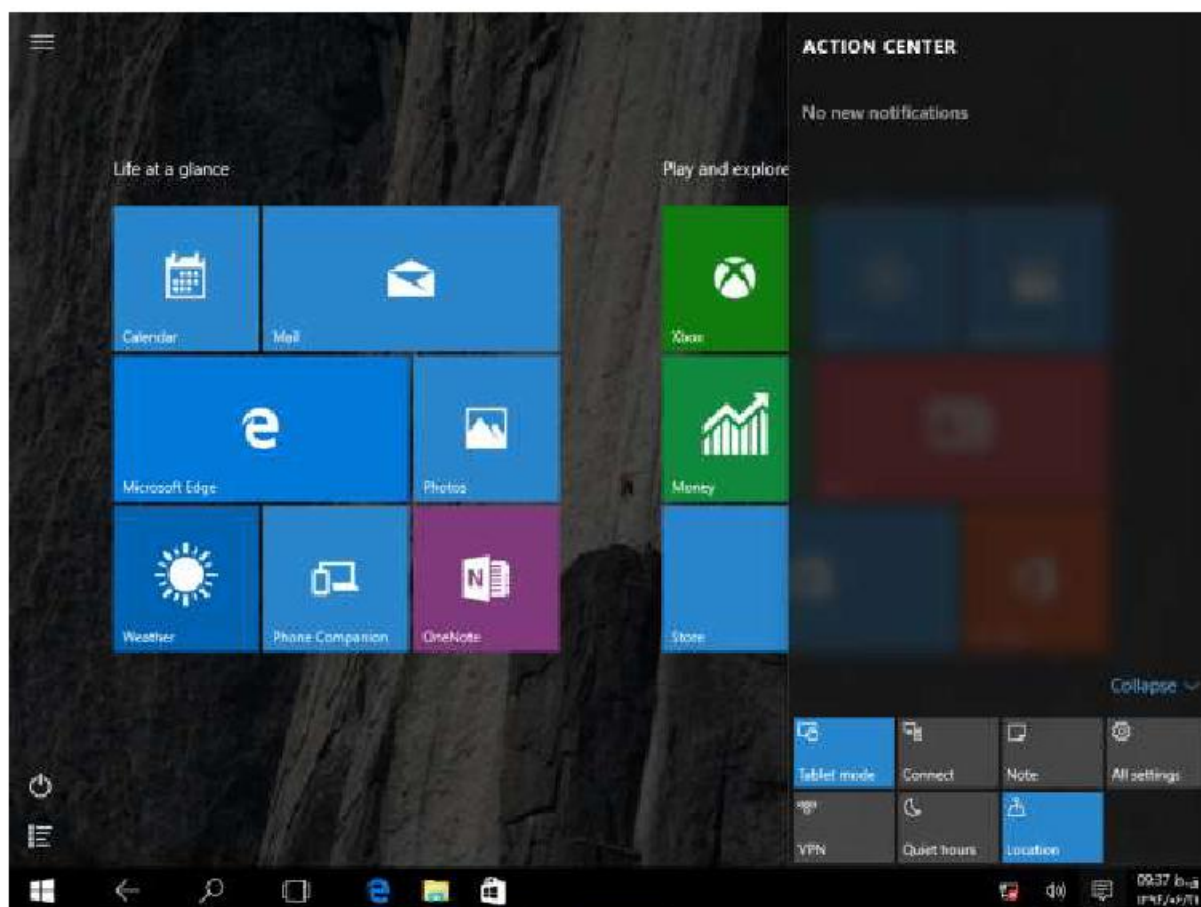 ACTION CENTER
No new notifications
Life at a glance
Play and explore
Calendar
Mail
Xbox
Microsoft Edge
Photos
Money
Weather
Phone Companion
OneNote
Store
Collapse
Tablet mode
Connect
Note
All settings
VPN
Quiet hours
Location
09:37